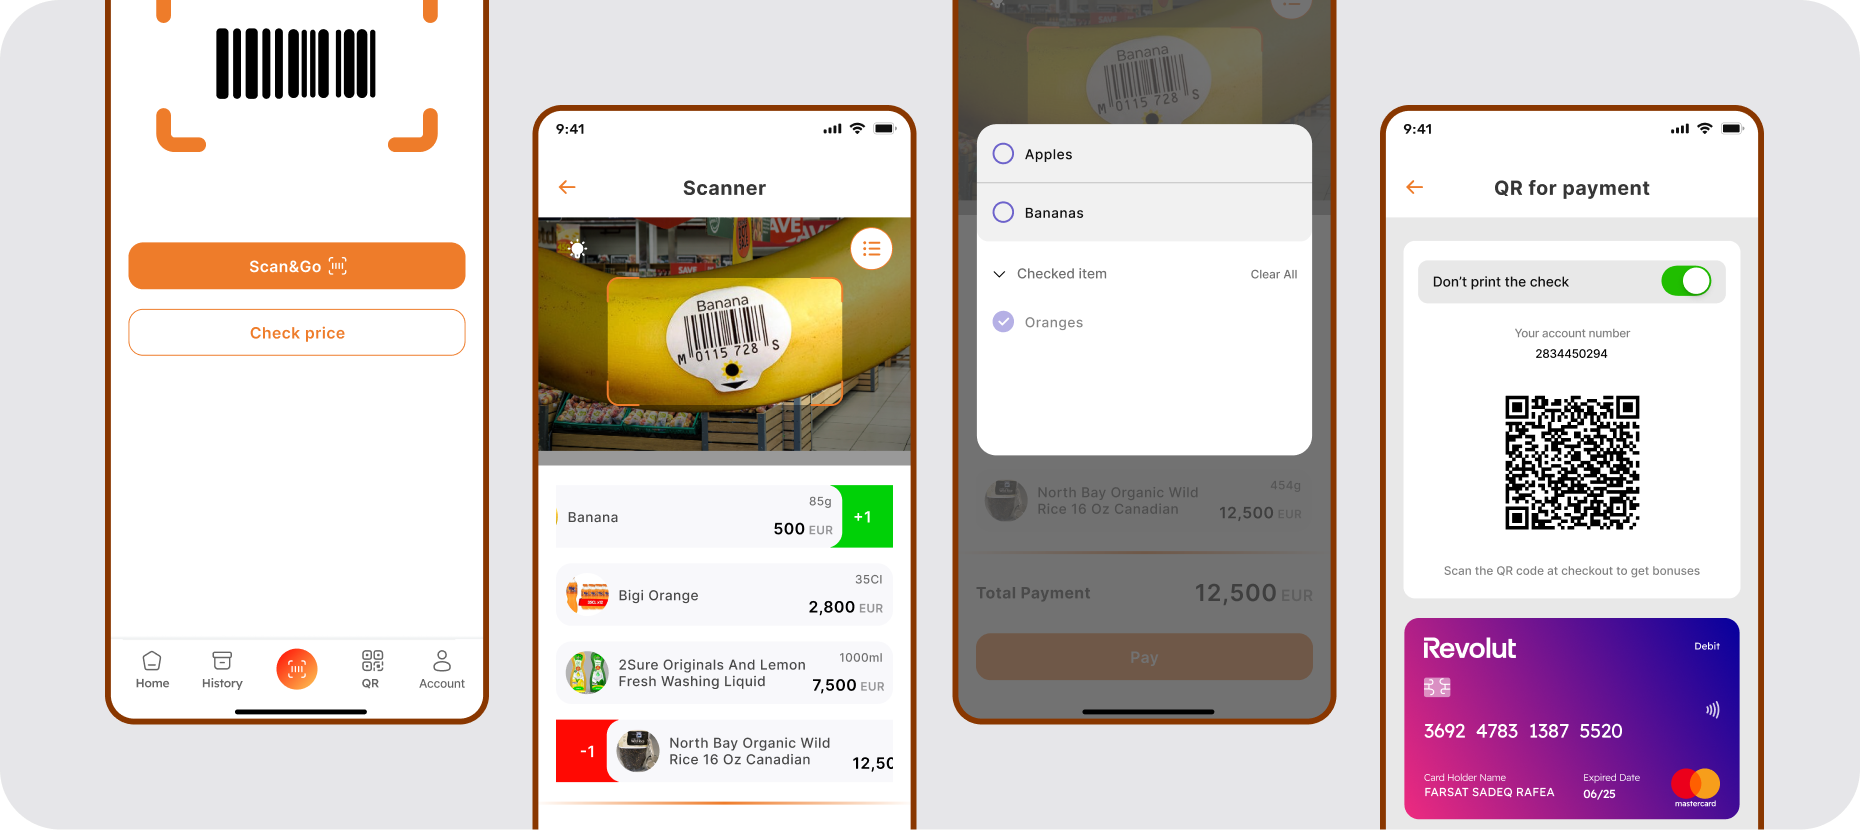 Scan&Go
Check price
Home
History
QR
Account
9:41
Scanner
SAVE
Banana
M 0115 728 S
Banana
85g
500 EUR
+1
Bigi Orange
35Cl
2,800 EUR
2Sure Originals And Lemon
Fresh Washing Liquid
1000ml
7,500 EUR
-1
North Bay Organic Wild
Rice 16 Oz Canadian
12,50
Banana
M 0115 728 S
Apples
Bananas
Checked item
Clear All
Oranges
North Bay Organic Wild
Rice 16 Oz Canadian
454g
12,500 EUR
Total Payment
12,500 EUR
Pay
9:41
QR for payment
Don't print the check
Your account number
2834450294
Scan the QR code at checkout to get bonuses
Revolut
Debit
3692 4783 1387 5520
Card Holder Name
FARSAT SADEQ RAFEA
Expired Date
06/25
mastercard